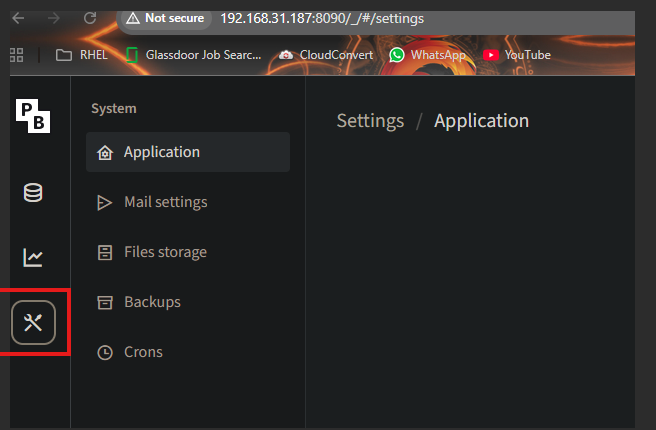 Not secure 192.168.31.187:8090/_/#/settings
RHEL Glassdoor Job Searc... CloudConvert WhatsApp YouTube
P
B
System
Settings / Application
Application
Mail settings
Files storage
Backups
Crons